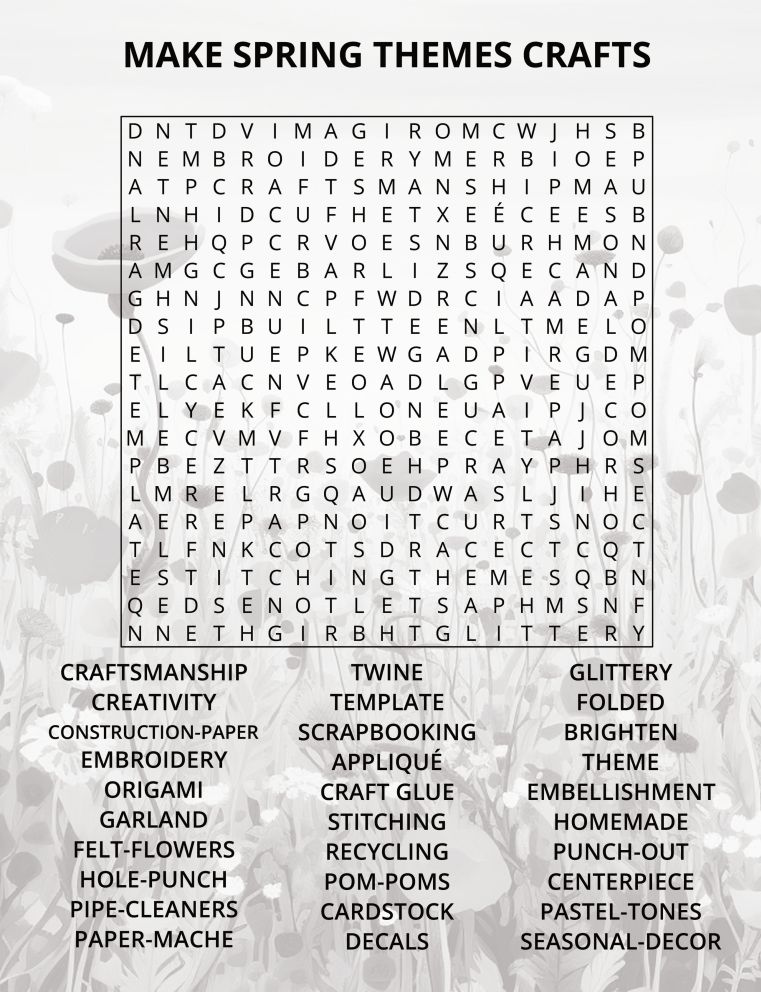 MAKE SPRING THEMES CRAFTS
D N T D V I M A G I R O M C W J H S B
N E M B R O I D E R Y M E R B I O E P
A T P C R A F T S M A N S H I P M A U
L N H I D C U F H E T X E É C E E S B
R E H Q P C R V O E S N B U R H M O N
A M G C G E B A R L I Z S Q E C A N D
G H N J N N C P F W D R C I A A D A P
D S I P B U I L T T E E N L T M E L O
E I L T U E P K E W G A D P I R G D M
T L C A C N V E O A D L G P V E U E P
E L Y E K F C L L O N E U A I P J C O
M E C V M V F H X O B E C E T A J O M
P B E Z T T R S O E H P R A Y P H R S
L M R E L R G Q A U D W A S L J I H E
A E R E P A P N O I T C U R T S N O C
T L F N K C O T S D R A C E C T C Q T
E S T I T C H I N G T H E M E S Q B N
Q E D S E N O T L E T S A P H M S N F
N N E T H G I R B H T G L I T T E R Y
CRAFTSMANSHIP TWINE GLITTERY
CREATIVITY TEMPLATE FOLDED
CONSTRUCTION-PAPER SCRAPBOOKING BRIGHTEN
EMBROIDERY APPLIQUÉ THEME
ORIGAMI CRAFT GLUE EMBELLISHMENT
GARLAND STITCHING HOMEMADE
FELT-FLOWERS RECYCLING PUNCH-OUT
HOLE-PUNCH POM-POMS CENTERPIECE
PIPE-CLEANERS CARDSTOCK PASTEL-TONES
PAPER-MACHE DECALS SEASONAL-DECOR